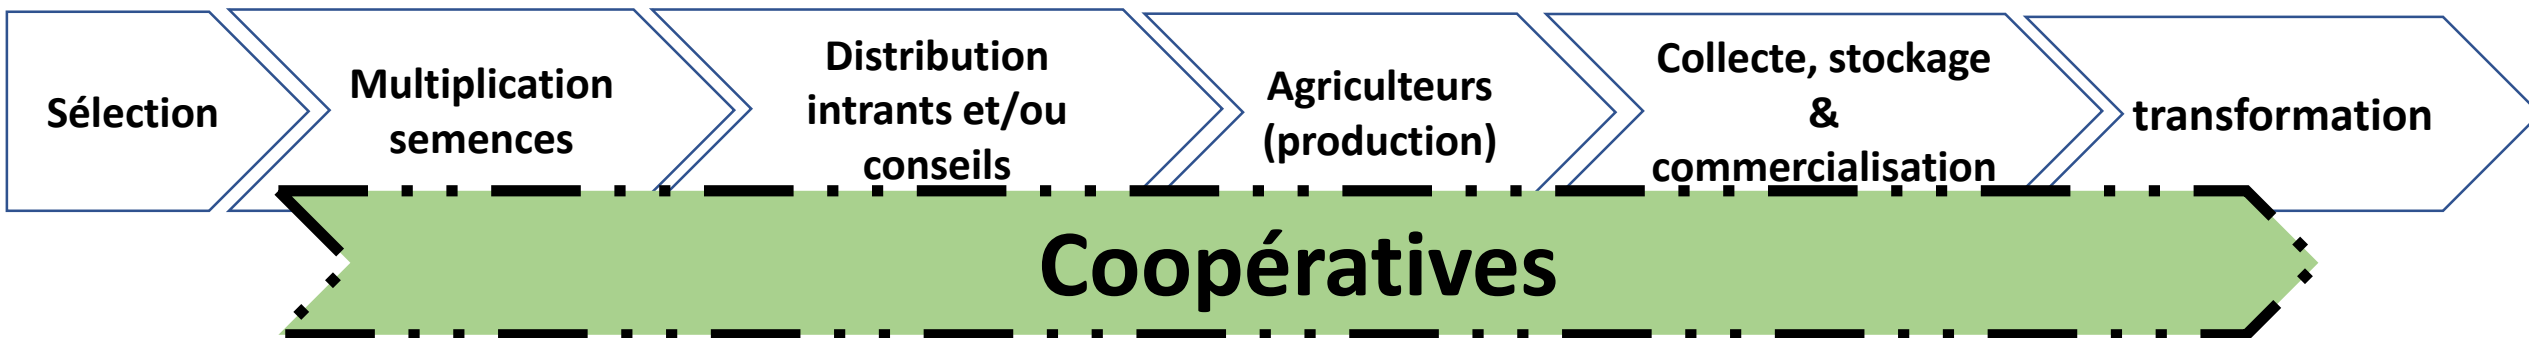 Sélection
Multiplication
semences
Distribution
intrants et/ou
conseils
Agriculteurs
(production)
Collecte, stockage
&
commercialisation
transformation
Coopératives